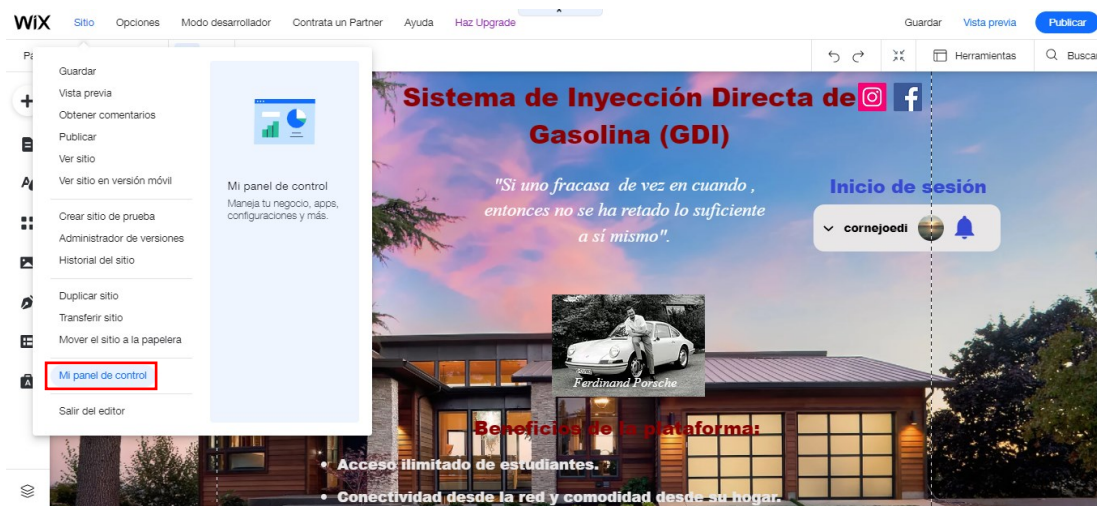 WiX Sitio Opciones Modo desarrollador Contrata un Partner Ayuda Haz Upgrade Guardar Vista previa Publicar
Herramientas Buscar
Guardar
Vista previa
Obtener comentarios
Publicar
Ver sitio
Ver sitio en versión móvil
Crear sitio de prueba
Administrador de versiones
Historial del sitio
Duplicar sitio
Transferir sitio
Mover el sitio a la papelera
Mi panel de control
Salir del editor
Mi panel de control
Maneja tu negocio, apps,
configuraciones y más.
Sistema de Inyección Directa de
Gasolina (GDI)
"Si uno fracasa de vez en cuando ,
entonces no se ha retado lo suficiente
a sí mismo".
Inicio de sesión
cornejoedi
Ferdinand Porsche
Beneficios de la plataforma:
• Acceso ilimitado de estudiantes.
• Conectividad desde la red y comodidad desde su hogar.